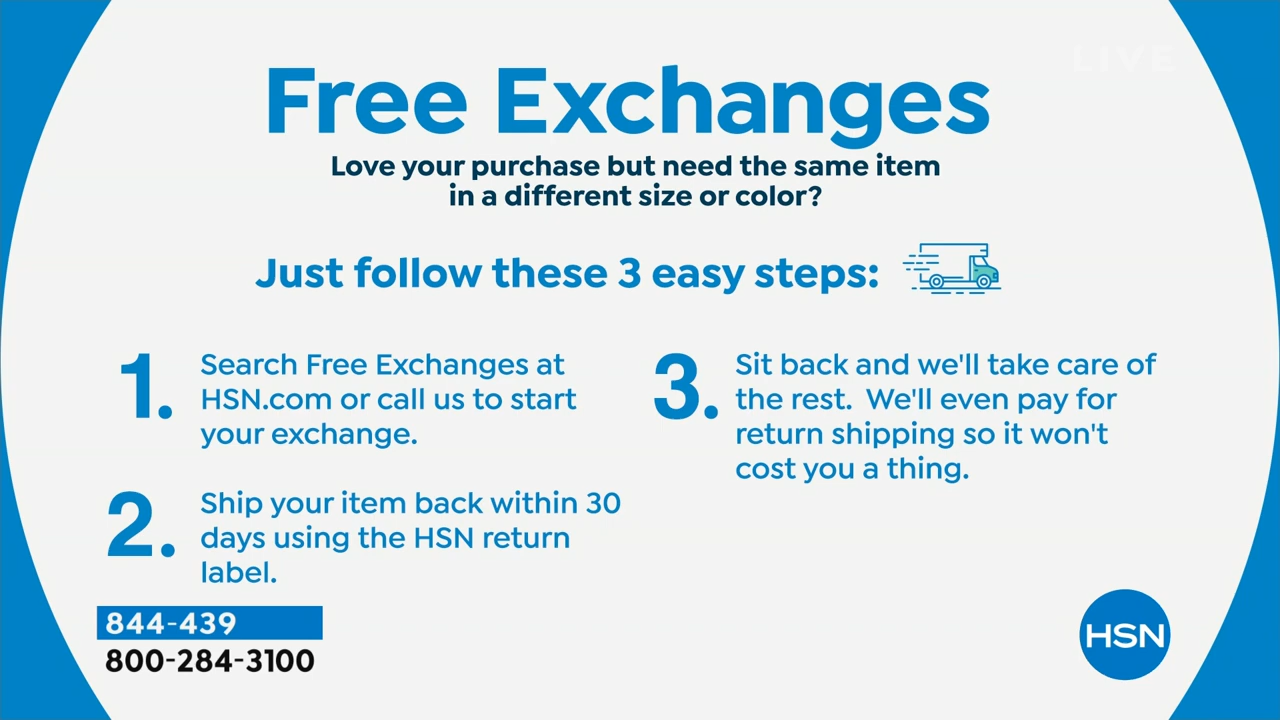 LIVE
Free Exchanges
Love your purchase but need the same item
in a different size or color?
Just follow these 3 easy steps:
1. Search Free Exchanges at
HSN.com or call us to start
your exchange.
2. Ship your item back within 30
days using the HSN return
label.
3. Sit back and we'll take care of
the rest. We'll even pay for
return shipping so it won't
cost you a thing.
844-439
800-284-3100
HSN